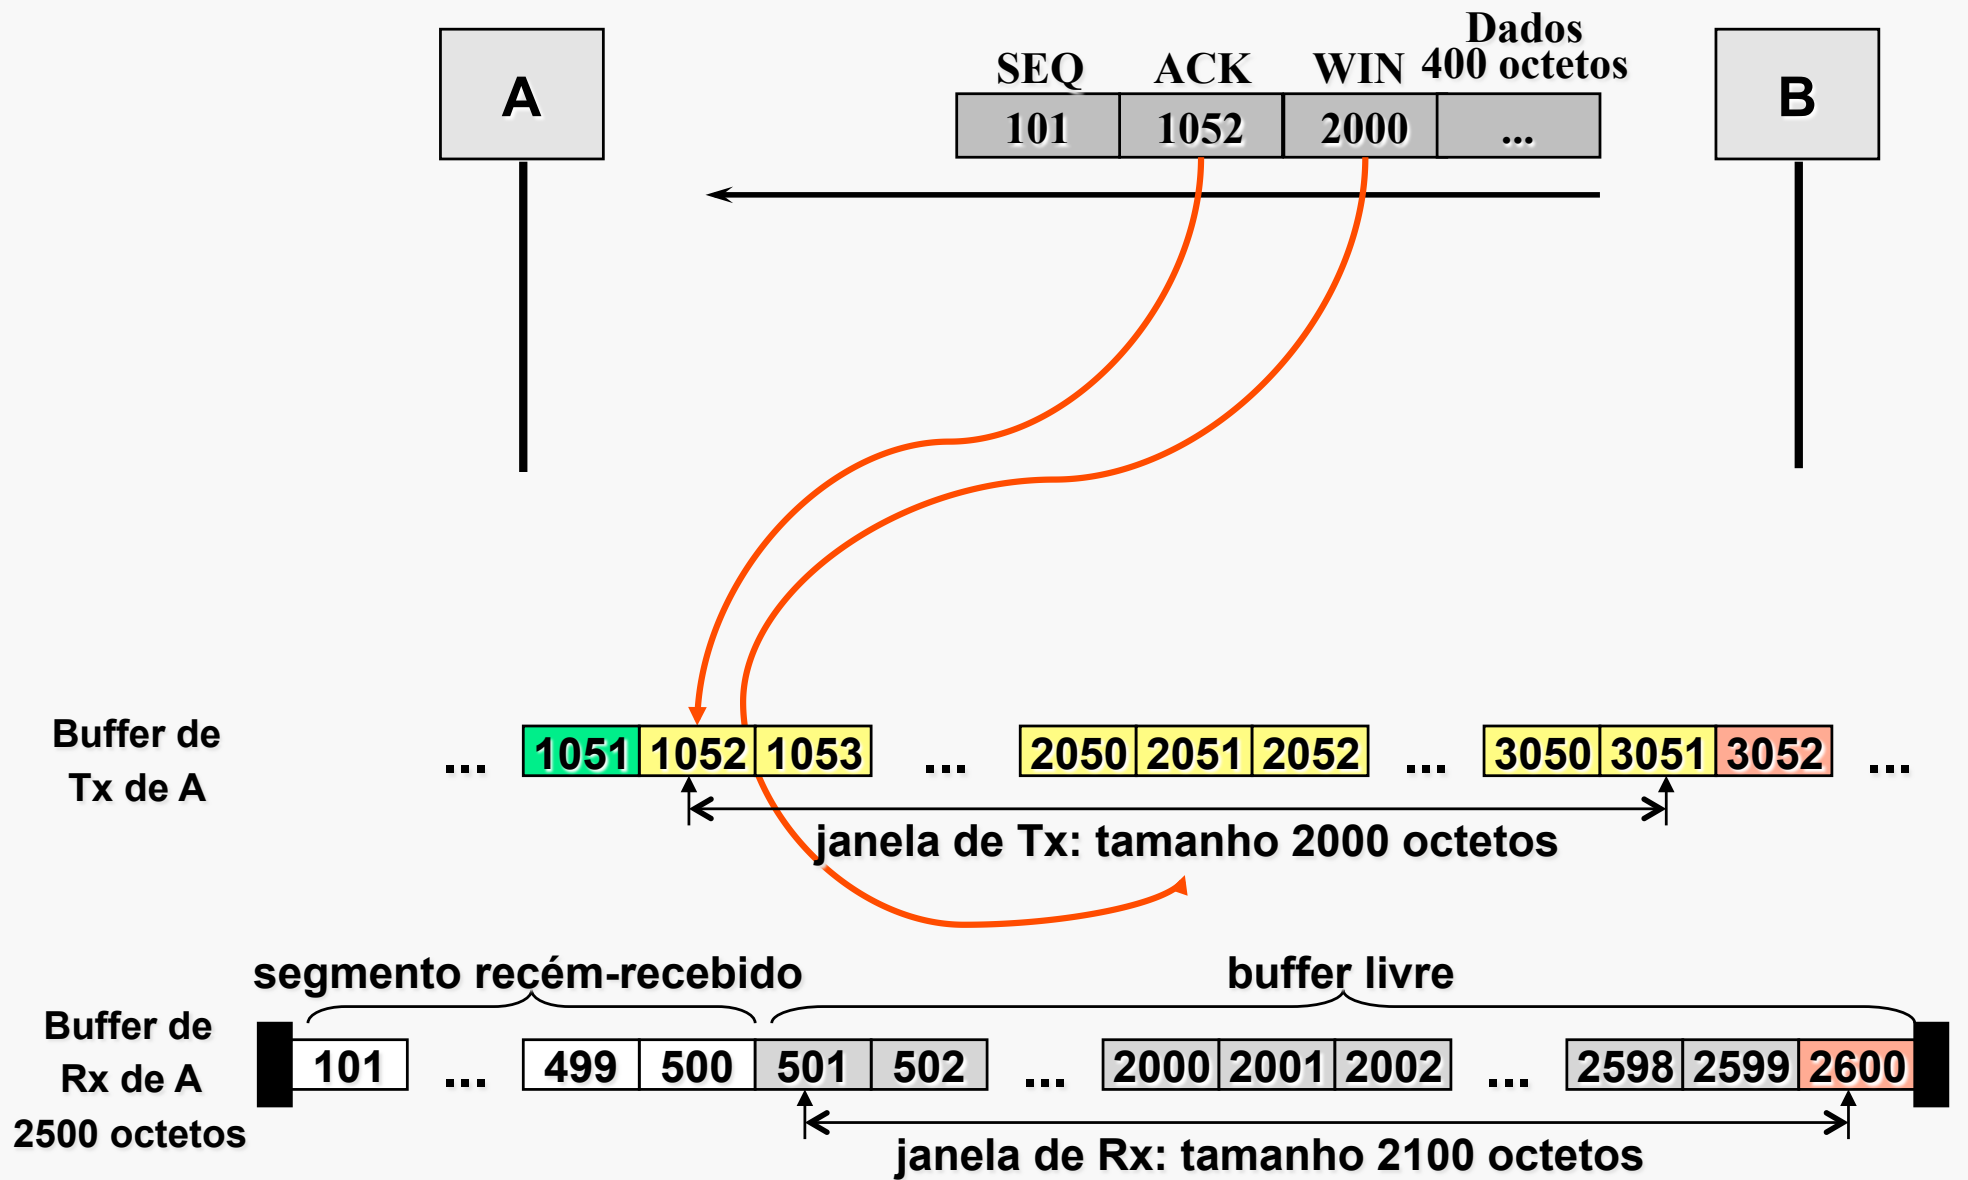 A
SEQ ACK WIN Dados
400 octetos
101 1052 2000 ...
B
Buffer de
Tx de A
... 1051 1052 1053 ... 2050 2051 2052 ... 3050 3051 3052 ...
janela de Tx: tamanho 2000 octetos
segmento recém-recebido buffer livre
Buffer de
Rx de A
2500 octetos
101 ... 499 500 501 502 ... 2000 2001 2002 ... 2598 2599 2600
janela de Rx: tamanho 2100 octetos